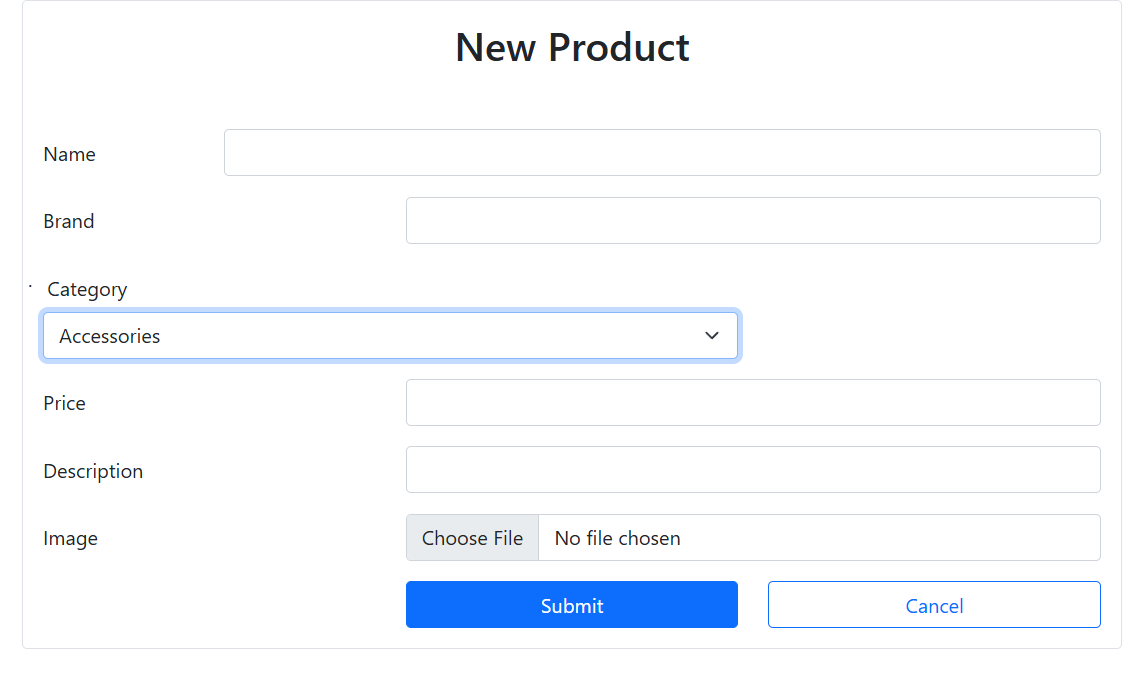 New Product
Name
Brand
Category
Accessories
Price
Description
Image Choose File No file chosen
Submit Cancel